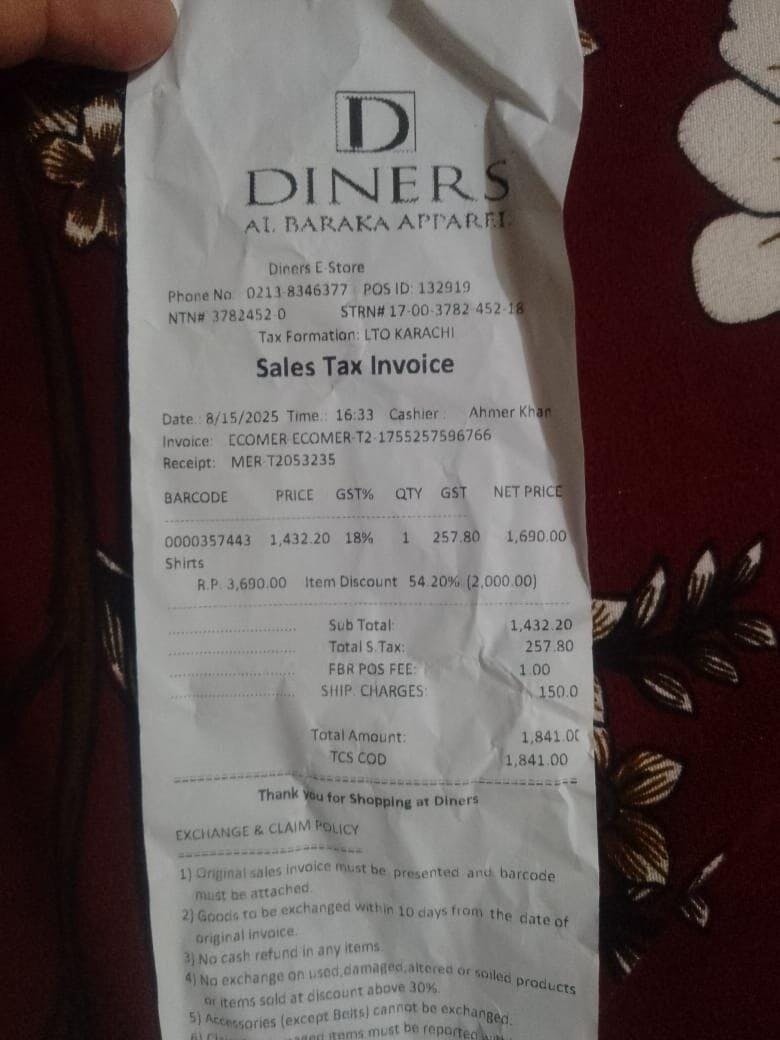 D
DINERS
AL BARAKA APPAREL
Diners E-Store
Phone No: 0213-8346377 POS ID: 132919
NTN# 3782452-0 STRN# 17-00-3782-452-18
Tax Formation: LTO KARACHI
Sales Tax Invoice
Date.: 8/15/2025 Time.: 16:33 Cashier: Ahmer Khan
Invoice: ECOMER-ECOMER-T2-1755257596766
Receipt: MER-T2053235
BARCODE PRICE GST% QTY GST NET PRICE
0000357443 1,432.20 18% 1 257.80 1,690.00
Shirts
R.P. 3,690.00 Item Discount 54.20% (2,000.00)
Sub Total: 1,432.20
Total S.Tax: 257.80
FBR POS FEE: 1.00
SHIP. CHARGES: 150.0
Total Amount: 1,841.00
TCS COD 1,841.00
Thank you for Shopping at Diners
EXCHANGE & CLAIM POLICY
1) Original sales invoice must be presented and barcode
must be attached.
2) Goods to be exchanged within 10 days from the date of
original invoice.
3) No cash refund in any items.
4) No exchange on used,damaged,altered or soiled products
or items sold at discount above 30%.
5) Accessories (except Belts) cannot be exchanged.
items must be reported